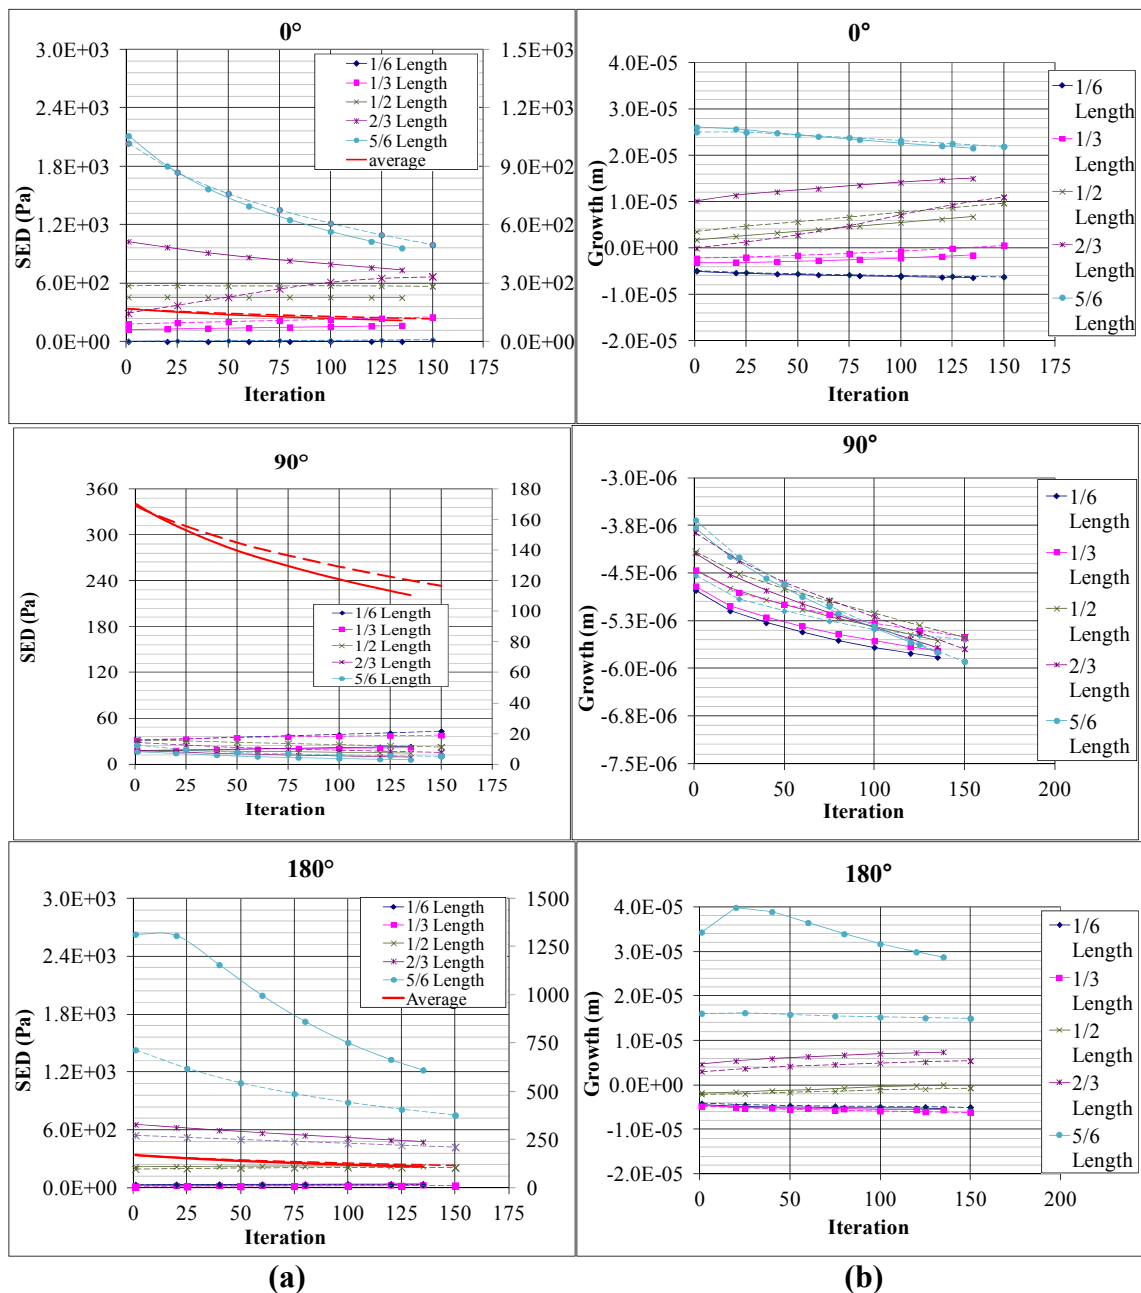 0°
3.0E+03
2.4E+03
1.8E+03
1.2E+03
6.0E+02
0.0E+00
SED (Pa)
1.5E+03
1.2E+03
9.0E+02
6.0E+02
3.0E+02
0.0E+00
1/6 Length
1/3 Length
1/2 Length
2/3 Length
5/6 Length
average
0 25 50 75 100 125 150 175
Iteration
0°
4.0E-05
3.0E-05
2.0E-05
1.0E-05
0.0E+00
-1.0E-05
-2.0E-05
Growth (m)
1/6
Length
1/3
Length
1/2
Length
2/3
Length
5/6
Length
0 25 50 75 100 125 150 175
Iteration
90°
360
300
240
180
120
60
0
SED (Pa)
180
160
140
120
100
80
60
40
20
0
1/6 Length
1/3 Length
1/2 Length
2/3 Length
5/6 Length
0 25 50 75 100 125 150 175
Iteration
90°
-3.0E-06
-3.8E-06
-4.5E-06
-5.3E-06
-6.0E-06
-6.8E-06
-7.5E-06
Growth (m)
1/6
Length
1/3
Length
1/2
Length
2/3
Length
5/6
Length
0 50 100 150 200
Iteration
180°
3.0E+03
2.4E+03
1.8E+03
1.2E+03
6.0E+02
0.0E+00
SED (Pa)
1500
1250
1000
750
500
250
0
1/6 Length
1/3 Length
1/2 Length
2/3 Length
5/6 Length
Average
0 25 50 75 100 125 150 175
Iteration
180°
4.0E-05
3.0E-05
2.0E-05
1.0E-05
0.0E+00
-1.0E-05
-2.0E-05
Growth (m)
1/6
Length
1/3
Length
1/2
Length
2/3
Length
5/6
Length
0 50 100 150 200
Iteration
(a)
(b)